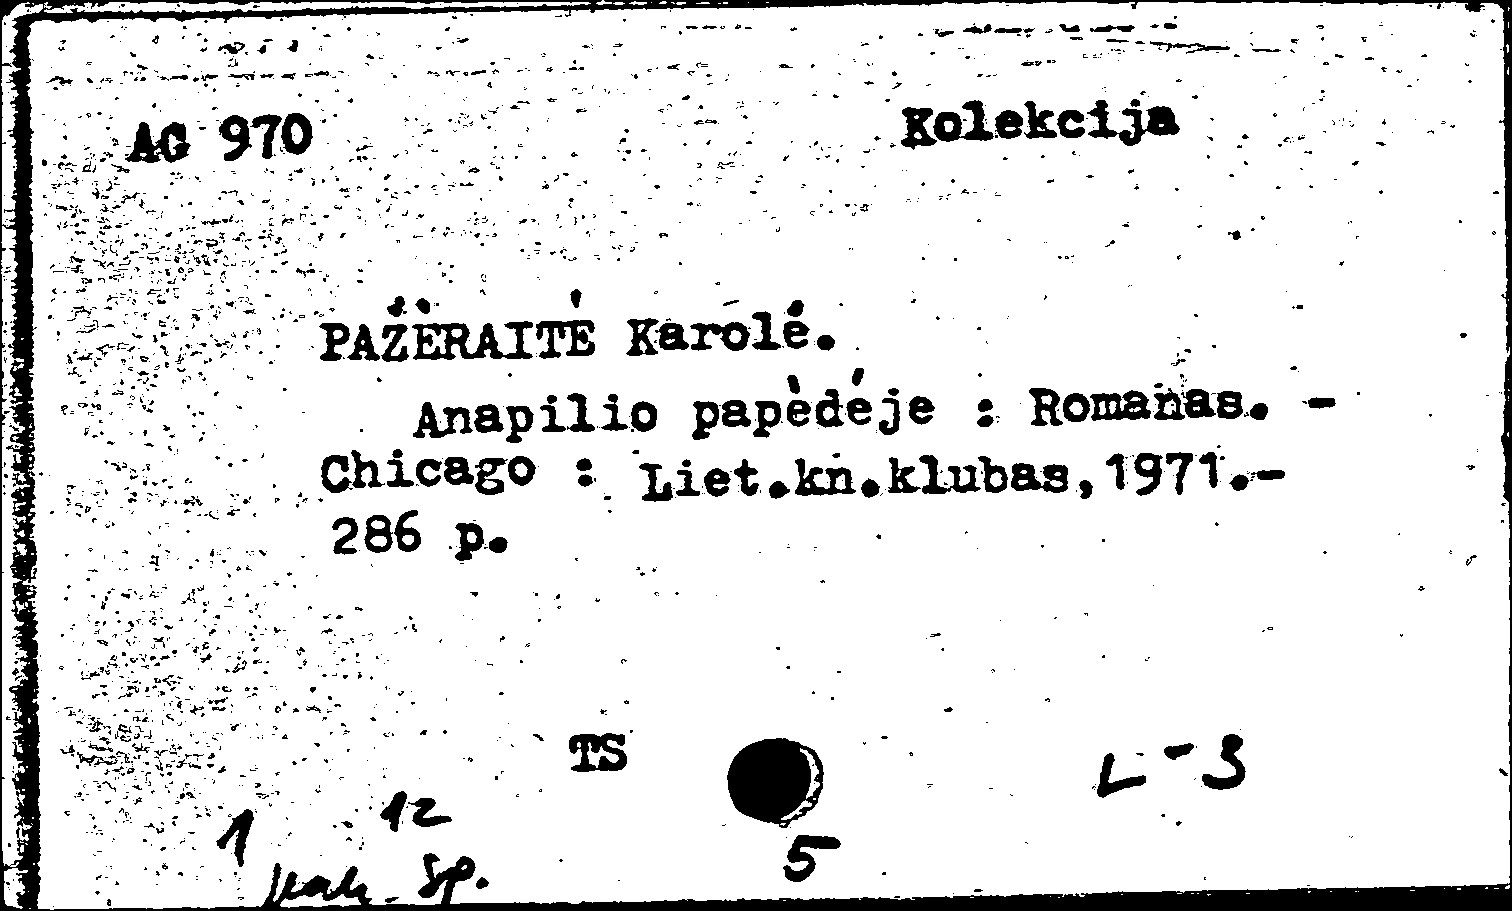 AG 970 Kolekcija
PAŽĖRAITĖ Karolė.
Anapilio papėdėje : Romanas. -
Chicago : Liet.kn.klubas,1971.-
286 p.
TS
L-3
1 12
5
sp.